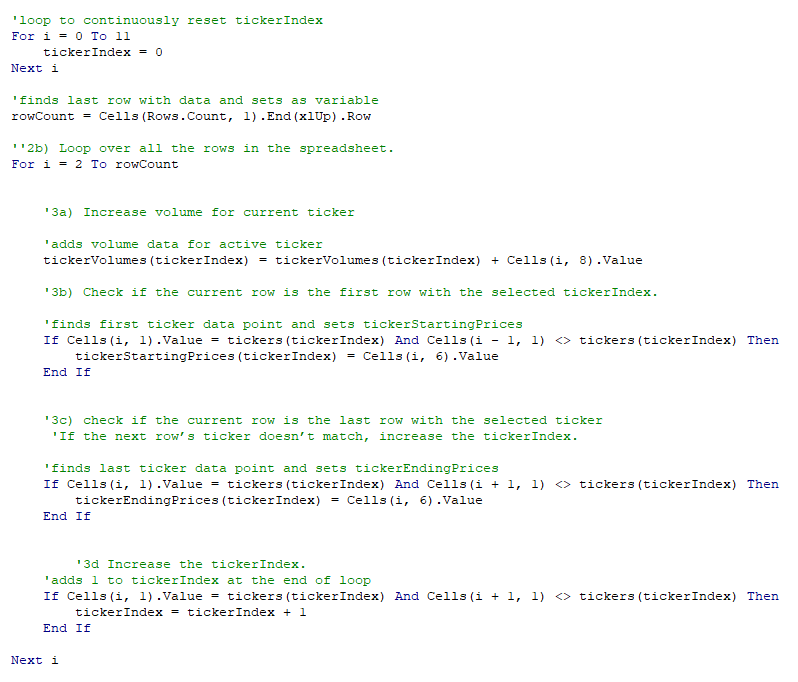 'loop to continuously reset tickerIndex
For i = 0 To 11
    tickerIndex = 0
Next i

'finds last row with data and sets as variable
rowCount = Cells(Rows.Count, 1).End(xlUp).Row

''2b) Loop over all the rows in the spreadsheet.
For i = 2 To rowCount

    '3a) Increase volume for current ticker

    'adds volume data for active ticker
    tickerVolumes(tickerIndex) = tickerVolumes(tickerIndex) + Cells(i, 8).Value

    '3b) Check if the current row is the first row with the selected tickerIndex.

    'finds first ticker data point and sets tickerStartingPrices
    If Cells(i, 1).Value = tickers(tickerIndex) And Cells(i - 1, 1) <> tickers(tickerIndex) Then
        tickerStartingPrices(tickerIndex) = Cells(i, 6).Value
    End If

    '3c) check if the current row is the last row with the selected ticker
     'If the next row’s ticker doesn’t match, increase the tickerIndex.

    'finds last ticker data point and sets tickerEndingPrices
    If Cells(i, 1).Value = tickers(tickerIndex) And Cells(i + 1, 1) <> tickers(tickerIndex) Then
        tickerEndingPrices(tickerIndex) = Cells(i, 6).Value
    End If

        '3d Increase the tickerIndex.
    'adds 1 to tickerIndex at the end of loop
    If Cells(i, 1).Value = tickers(tickerIndex) And Cells(i + 1, 1) <> tickers(tickerIndex) Then
        tickerIndex = tickerIndex + 1
    End If

Next i